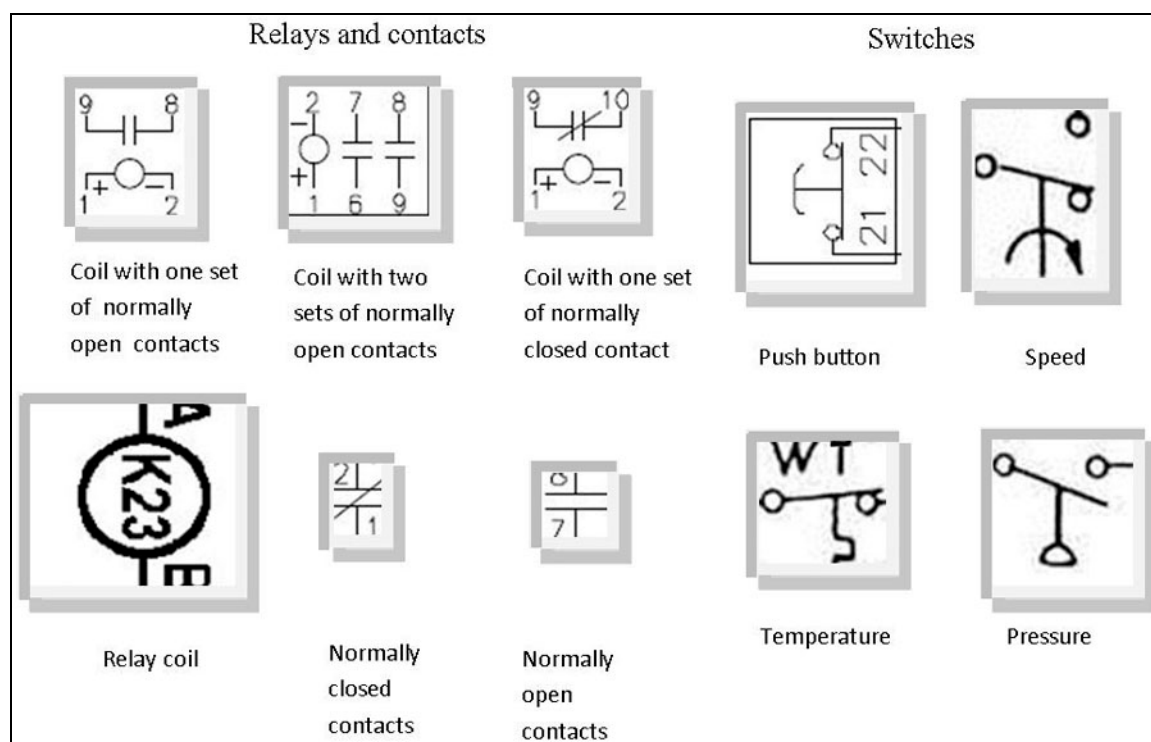 Relays and contacts
Switches
9 8
+ -
1 2
2 7 8
-
+
1 6 9
9 10
+ -
1 2
22
21
Coil with one set
of normally
open contacts
Coil with two
sets of normally
open contacts
Coil with one set
of normally
closed contact
Push button
Speed
A
K23
B
2
1
8
7
WT
Relay coil
Normally
closed
contacts
Normally
open
contacts
Temperature
Pressure